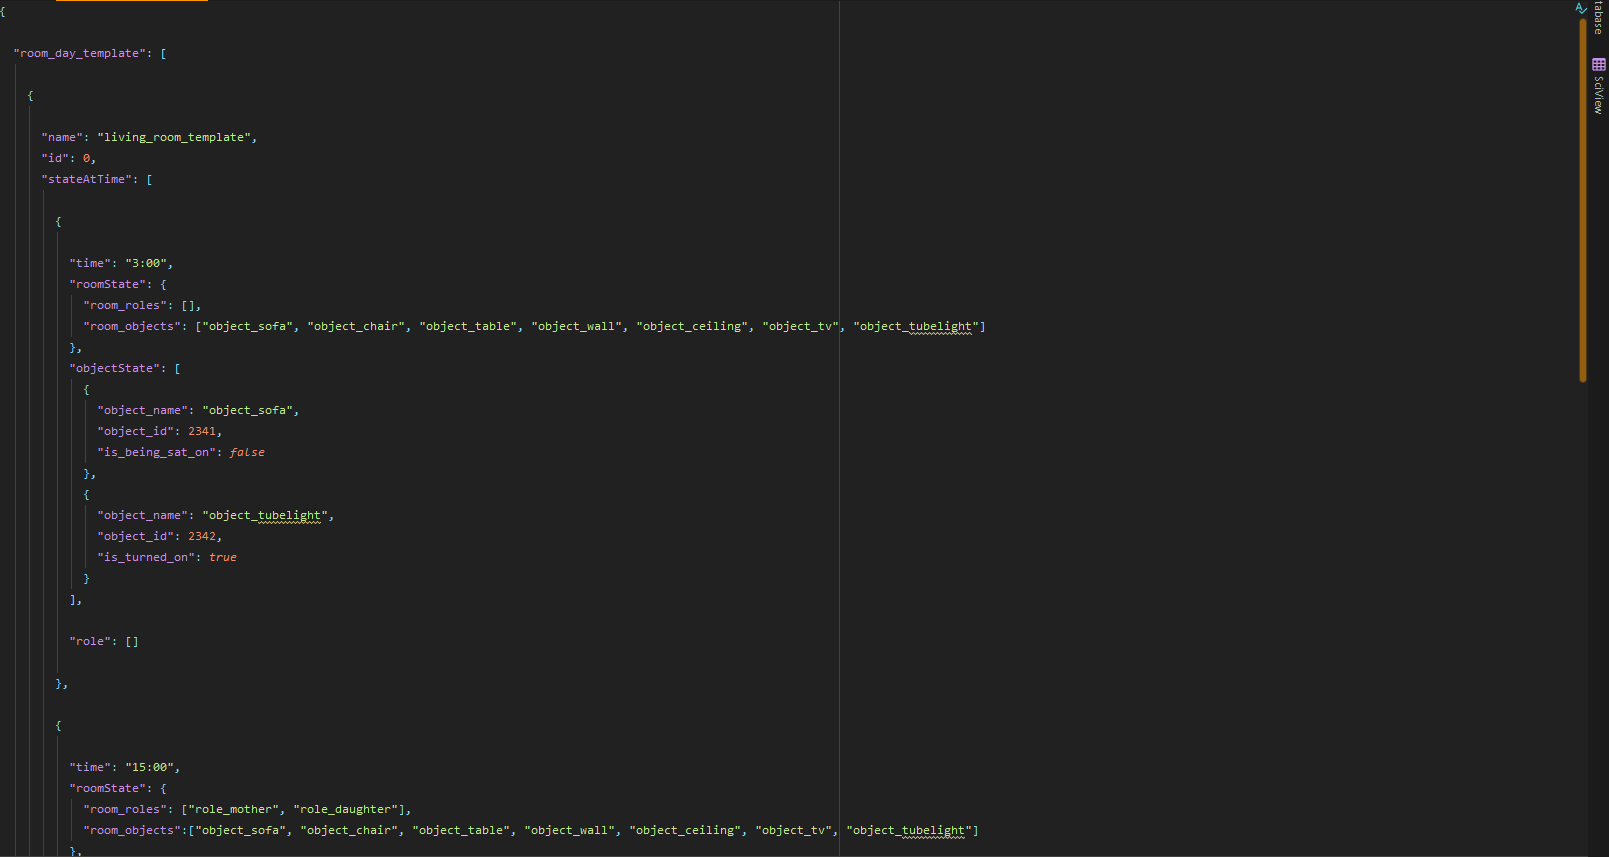 {
"room_day_template": [
{
"name": "living_room_template",
"id": 0,
"stateAtTime": [
{
"time": "3:00",
"roomState": {
"room_roles": [],
"room_objects": ["object_sofa", "object_chair", "object_table", "object_wall", "object_ceiling", "object_tv", "object_tubelight"]
},
"objectState": [
{
"object_name": "object_sofa",
"object_id": 2341,
"is_being_sat_on": false
},
{
"object_name": "object_tubelight",
"object_id": 2342,
"is_turned_on": true
}
],
"role": []
},
{
"time": "15:00",
"roomState": {
"room_roles": ["role_mother", "role_daughter"],
"room_objects":["object_sofa", "object_chair", "object_table", "object_wall", "object_ceiling", "object_tv", "object_tubelight"]
},
tabase
SciView